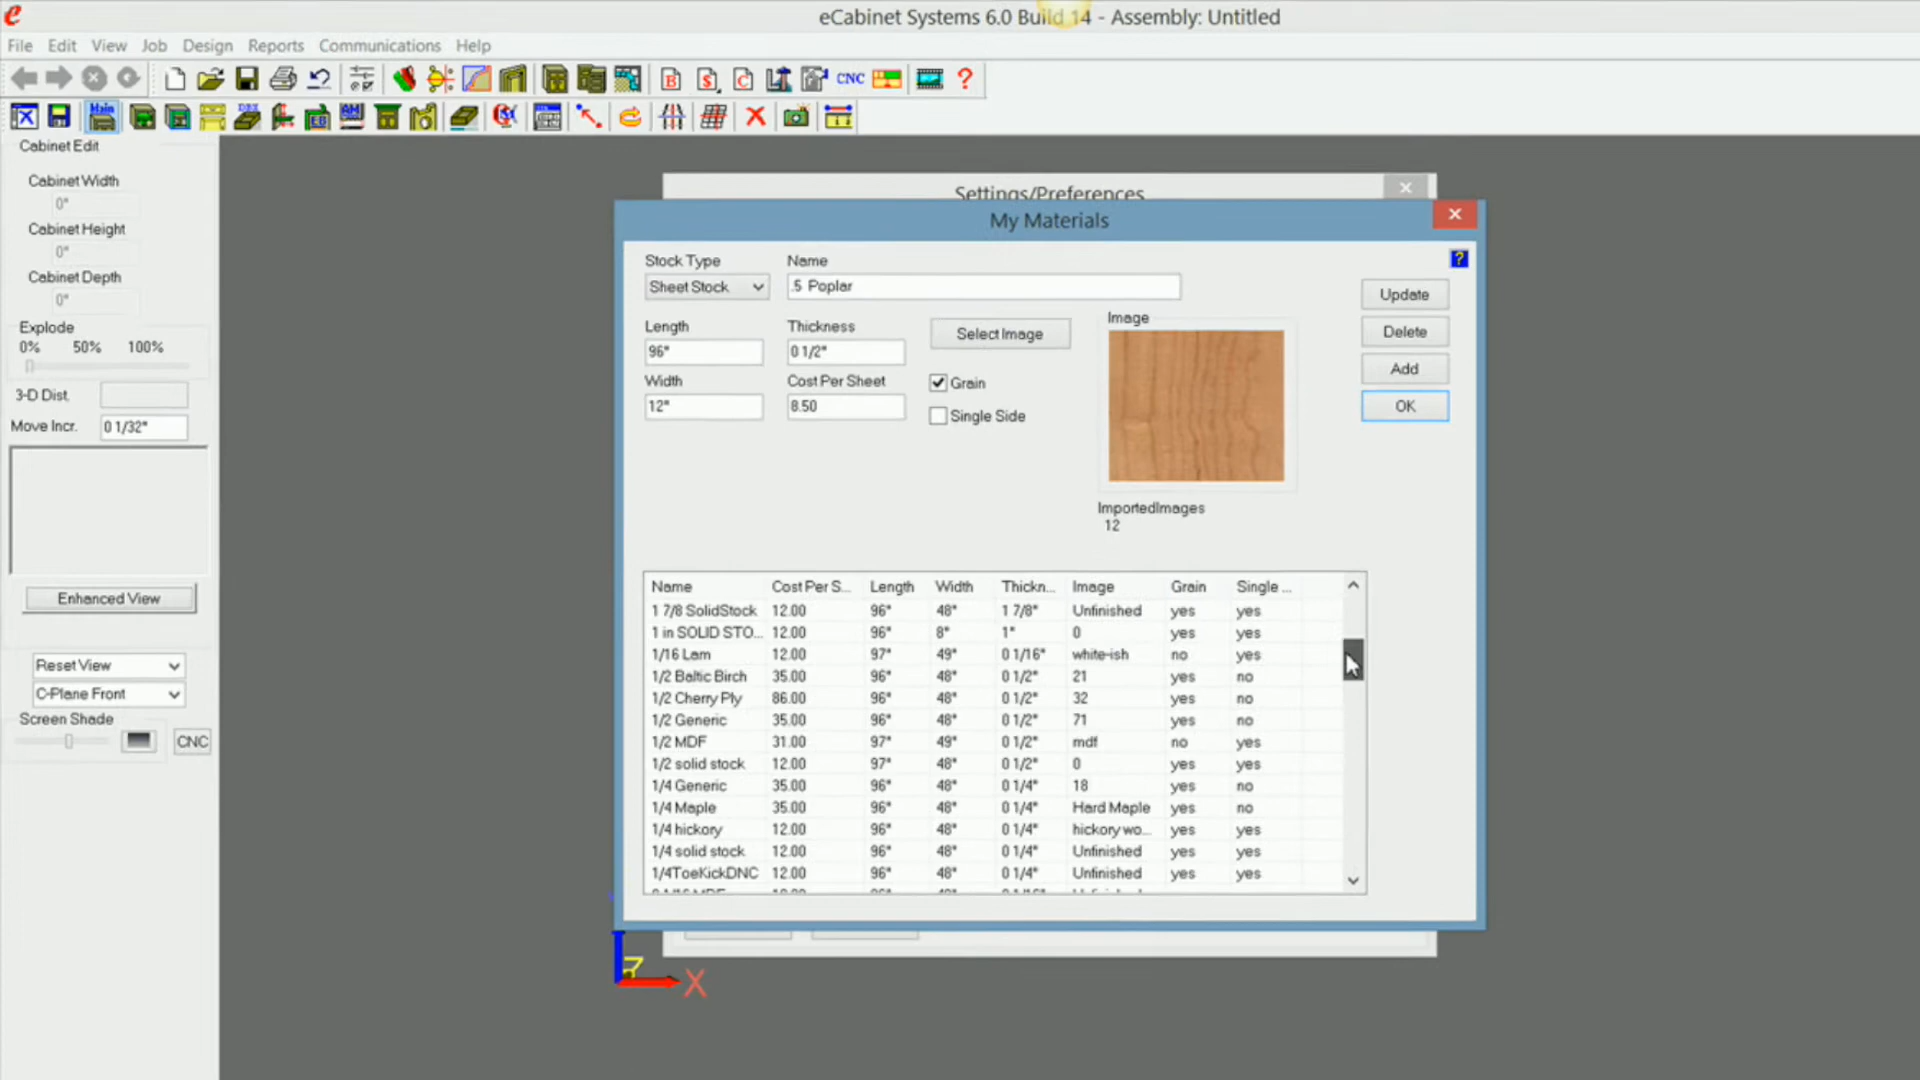 eCabinet Systems 6.0 Build 14 - Assembly: Untitled
File Edit View Job Design Reports Communications Help
B $ C CNC ?
Main
Cabinet Edit
Cabinet Width
0"
Cabinet Height
0"
Cabinet Depth
0"
Explode
0% 50% 100%
3-D Dist.
Move Incr. 0 1/32"
Enhanced View
Reset View
C-Plane Front
Screen Shade
CNC
Settings/Preferences
My Materials
Stock Type Name
Sheet Stock .5 Poplar
Length Thickness
96" 0 1/2"
Select Image
Width Cost Per Sheet
12" 8.50
Grain
Single Side
Image
ImportedImages
12
Update
Delete
Add
OK
Name Cost Per S... Length Width Thickn... Image Grain Single ...
1 7/8 SolidStock 12.00 96" 48" 1 7/8" Unfinished yes yes
1 in SOLID STO... 12.00 96" 8" 1" 0 yes yes
1/16 Lam 12.00 97" 49" 0 1/16" white-ish no yes
1/2 Baltic Birch 35.00 96" 48" 0 1/2" 21 yes no
1/2 Cherry Ply 86.00 96" 48" 0 1/2" 32 yes no
1/2 Generic 35.00 96" 48" 0 1/2" 71 yes no
1/2 MDF 31.00 97" 49" 0 1/2" mdf no yes
1/2 solid stock 12.00 97" 48" 0 1/2" 0 yes yes
1/4 Generic 35.00 96" 48" 0 1/4" 18 yes no
1/4 Maple 35.00 96" 48" 0 1/4" Hard Maple yes no
1/4 hickory 12.00 96" 48" 0 1/4" hickory wo... yes yes
1/4 solid stock 12.00 96" 48" 0 1/4" Unfinished yes yes
1/4ToeKickDNC 12.00 96" 48" 0 1/4" Unfinished yes yes
X